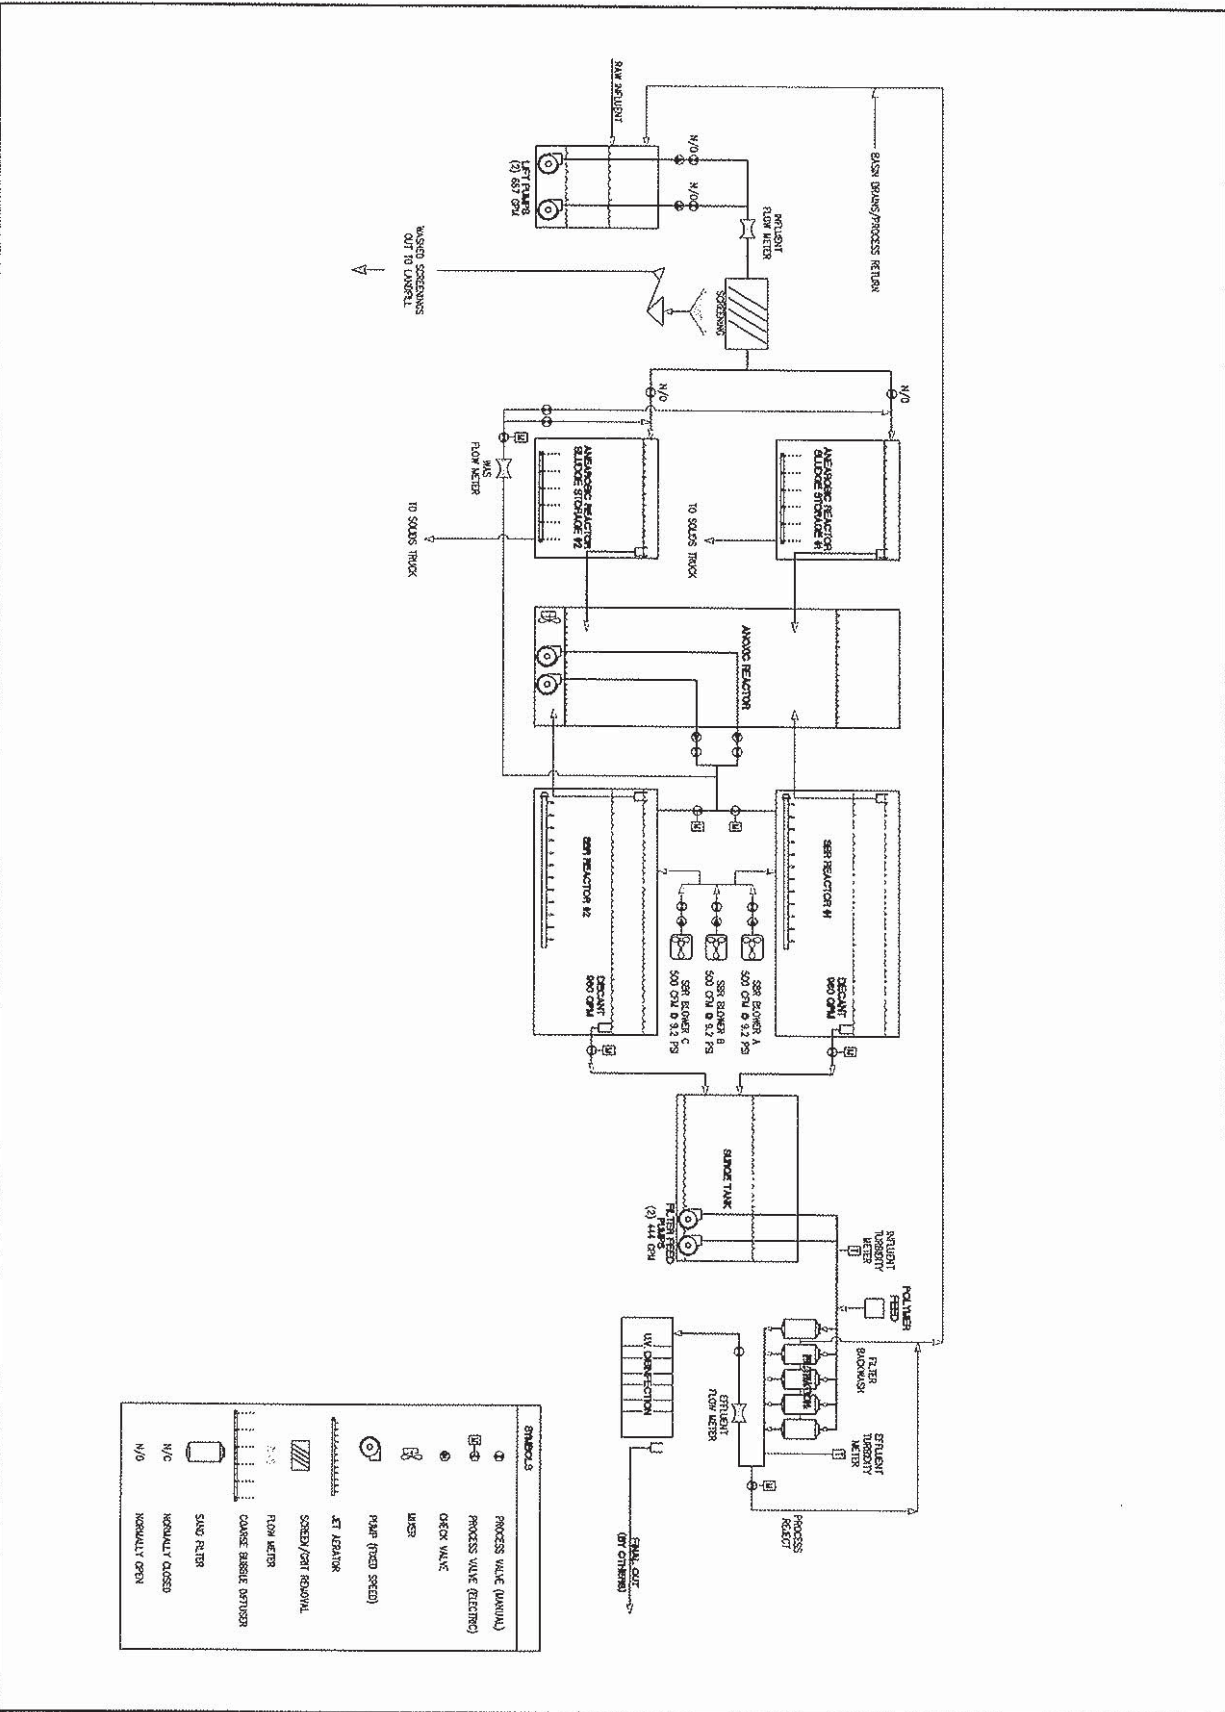 BASIN DRAINS/PROCESS RETURN
RAW INFLUENT
N/O
N/O
LIFT PUMPS
(2) 667 GPM
INFLUENT
FLOW METER
SCREENING
WASHED SCREENINGS
OUT TO LANDFILL
N/O
N/O
WAS
FLOW METER
M
ANEAROBIC REACTOR
SLUDGE STORAGE #1
ANEAROBIC REACTOR
SLUDGE STORAGE #2
TO SOLIDS TRUCK
TO SOLIDS TRUCK
ANOXIC REACTOR
M
M
SBR REACTOR #1
DECANT
960 GPM
M
SBR REACTOR #2
DECANT
960 GPM
M
SBR BLOWER A
500 CFM @ 9.2 PSI
SBR BLOWER B
500 CFM @ 9.2 PSI
SBR BLOWER C
500 CFM @ 9.2 PSI
SURGE TANK
FILTER FEED
PUMPS
(2) 444 GPM
INFLUENT
TURBIDITY
METER
T
POLYMER
FEED
FILTER
BACKWASH
FILTRATION
EFFLUENT
TURBIDITY
METER
T
M
PROCESS
REJECT
EFFLUENT
FLOW METER
U.V. DISINFECTION
FINAL OUT
(BY OTHERS)
SYMBOLS
PROCESS VALVE (MANUAL)
M
PROCESS VALVE (ELECTRIC)
CHECK VALVE
MIXER
PUMP (FIXED SPEED)
JET AERATOR
SCREEN/GRIT REMOVAL
FLOW METER
COARSE BUBBLE DIFFUSER
SAND FILTER
N/C NORMALLY CLOSED
N/O NORMALLY OPEN